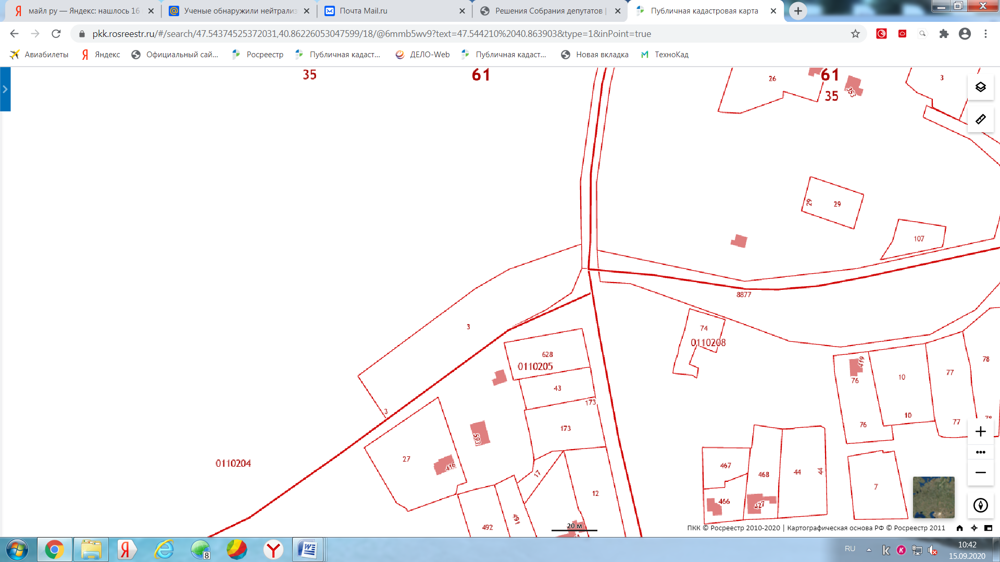 майл ру — Яндекс: нашлось 16
Ученые обнаружили нейтрализ
Почта Mail.ru
Решения Собрания депутатов |
Публичная кадастровая карта
pkk.rosreestr.ru/#/search/47.54374525372031,40.86226053047599/18/@6mmb5wv9?text=47.544210%2040.863903&type=1&inPoint=true
Авиабилеты
Яндекс
Официальный сай...
Росреестр
Публичная кадаст...
ДЕЛО-Web
Публичная кадаст...
Новая вкладка
ТехноКад
35
61
26
61
353
3
35
29
29
107
8877
3
74
0110208
628
0110205
43
173
3
173
419
76
10
77
78
10
77
76
593
27
416
0110204
17
12
492
491
467
468
44
44
466
427
7
20 м
ПКК © Росреестр 2010-2020 | Картографическая основа РФ © Росреестр 2011
8
RU
10:42
15.09.2020